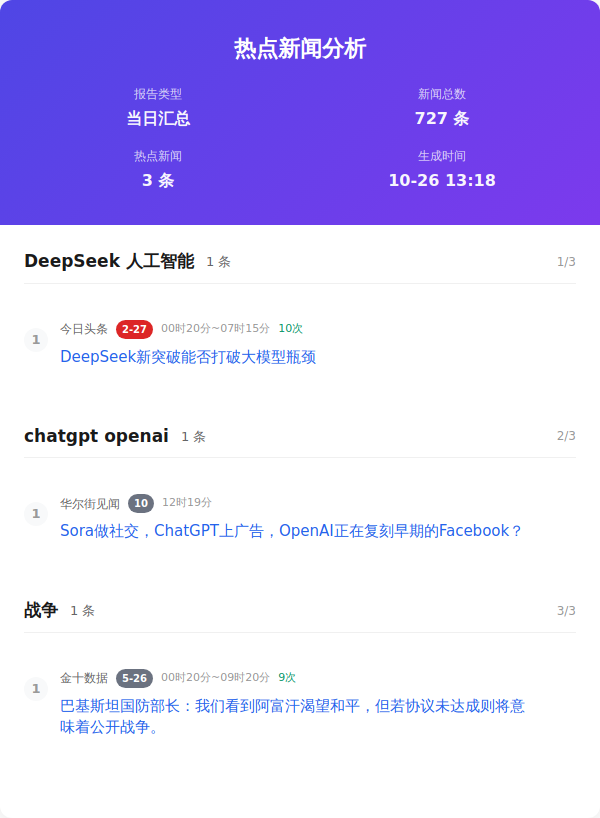 热点新闻分析
报告类型
新闻总数
当日汇总
727 条
热点新闻
生成时间
3 条
10-26 13:18
DeepSeek 人工智能 1 条 1/3
1 今日头条 2-27 00时20分~07时15分 10次
DeepSeek新突破能否打破大模型瓶颈
chatgpt openai 1 条 2/3
1 华尔街见闻 10 12时19分
Sora做社交，ChatGPT上广告，OpenAI正在复刻早期的Facebook？
战争 1 条 3/3
1 金十数据 5-26 00时20分~09时20分 9次
巴基斯坦国防部长：我们看到阿富汗渴望和平，但若协议未达成则将意
味着公开战争。